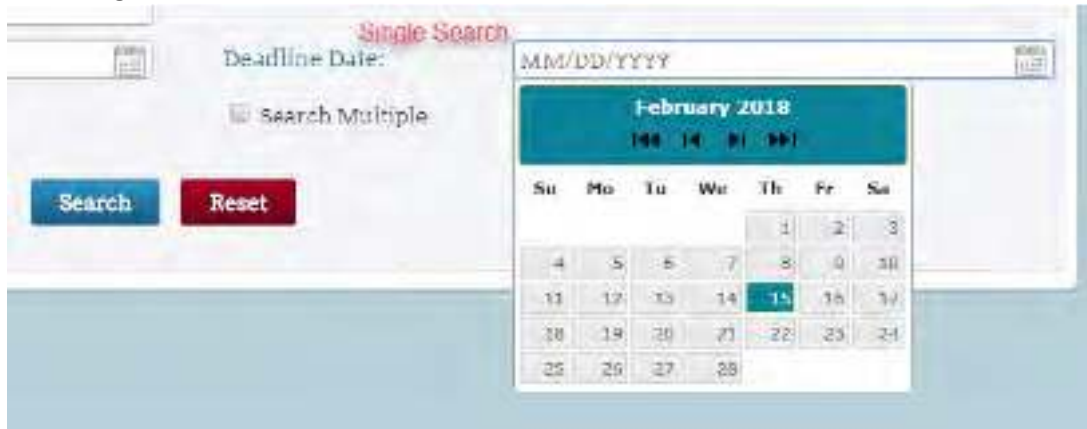 Single Search
Deadline Date:
MM/DD/YYYY
Search Multiple
February 2018
Su Mo Tu We Th Fr Sa
1 2 3
4 5 6 7 8 9 10
11 12 13 14 15 16 17
18 19 20 21 22 23 24
25 26 27 28
Search Reset